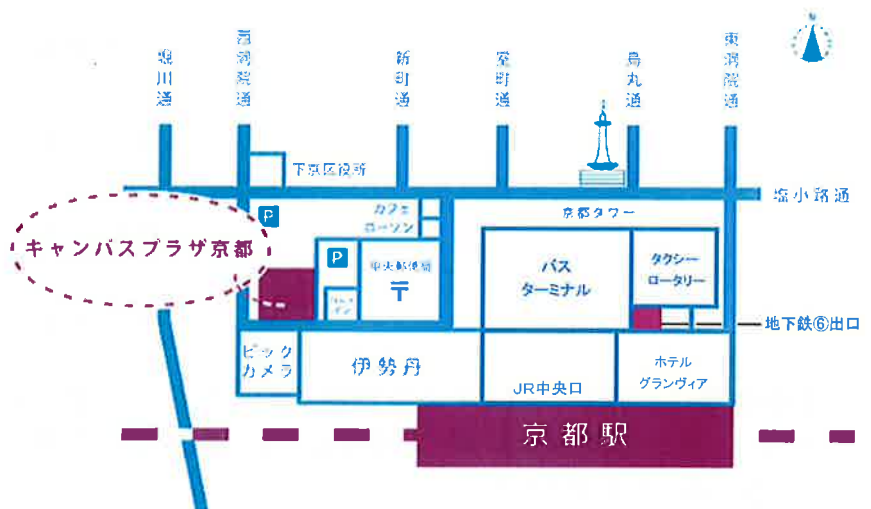 N
堀川通
西洞院通
新町通
室町通
烏丸通
東洞院通
下京区役所
塩小路通
京都タワー
P
カフェ
ローソン
キャンパスプラザ京都
P
中央郵便局
〒
バス
ターミナル
タクシー
ロータリー
地下鉄⑥出口
ビック
カメラ
伊勢丹
JR中央口
ホテル
グランヴィア
京都駅